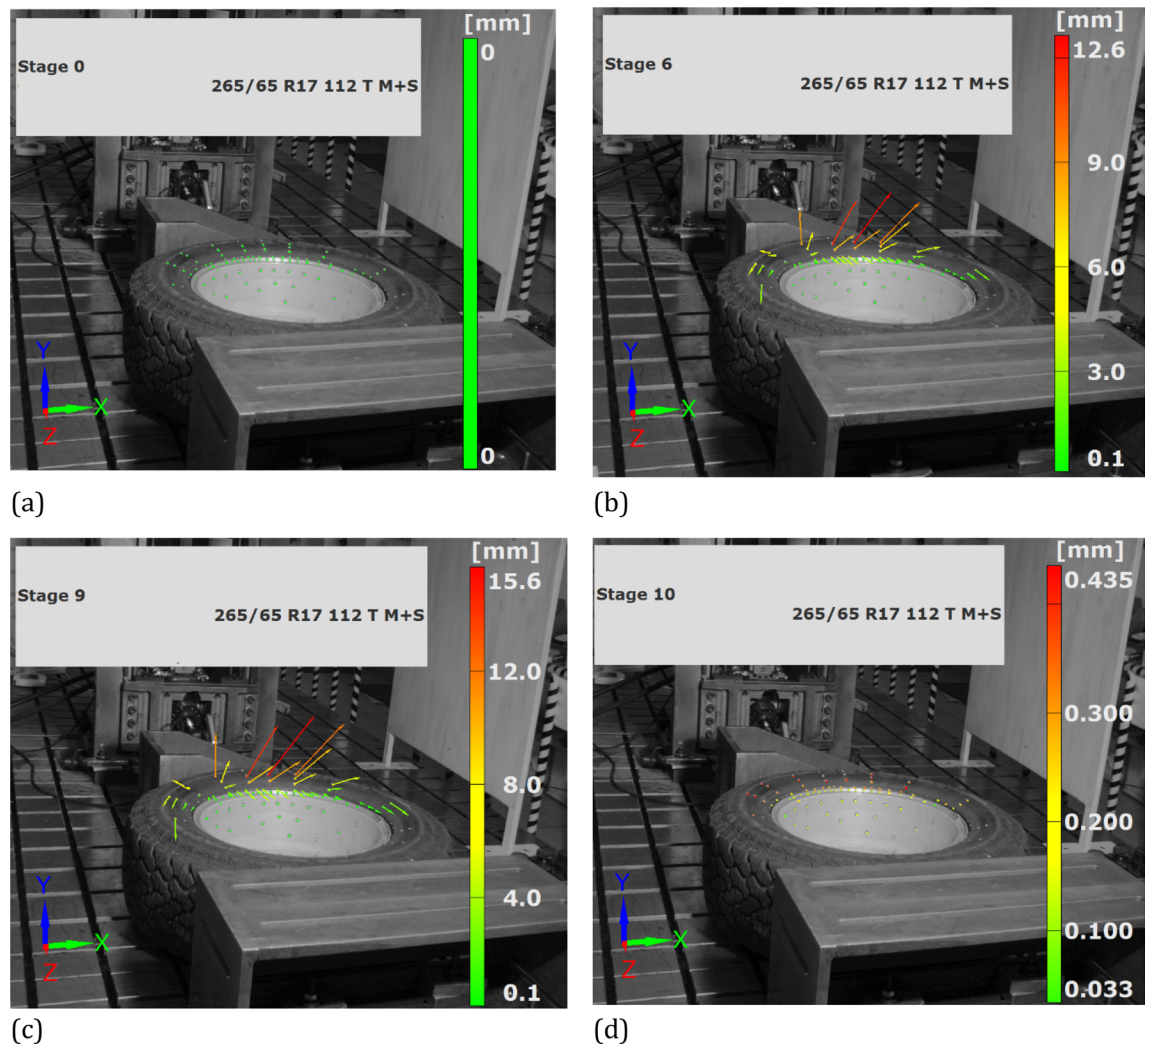 [mm]
0
Stage 0
265/65 R17 112 T M+S
Y
X
Z
0
(a)
[mm]
12.6
Stage 6
265/65 R17 112 T M+S
9.0
6.0
3.0
Y
X
Z
0.1
(b)
[mm]
15.6
Stage 9
265/65 R17 112 T M+S
12.0
8.0
4.0
Y
X
Z
0.1
(c)
[mm]
0.435
Stage 10
265/65 R17 112 T M+S
0.300
0.200
0.100
Y
X
Z
0.033
(d)